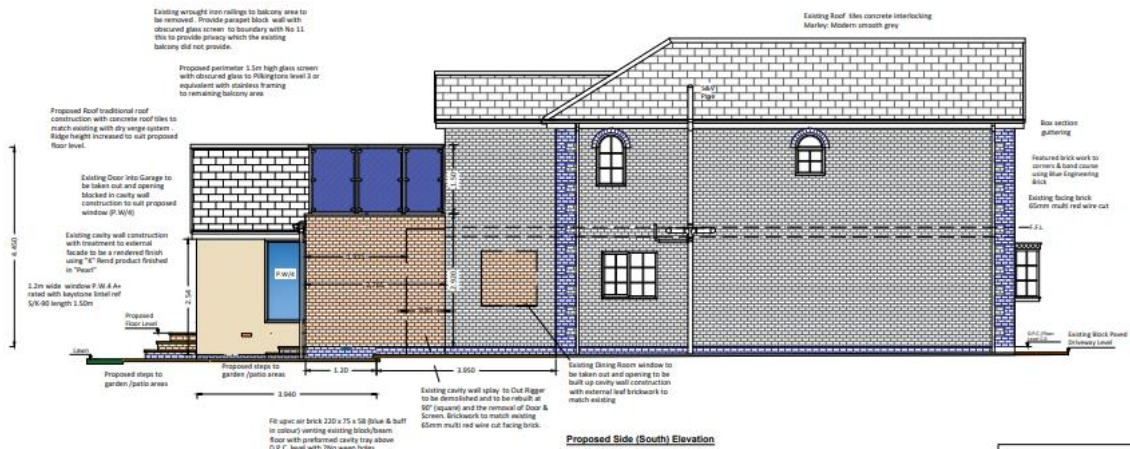 Existing wrought iron railings to balcony area to
be removed . Provide parapet block wall with
obscured glass screen to boundary with No 11
this to provide privacy which the existing
balcony did not provide.
Existing Roof tiles concrete interlocking
Marley: Modern smooth grey
Proposed perimeter 1.5m high glass screen
with obscured glass to Pilkingtons level 3 or
equivalent with stainless framing
to remaining balcony area
S&V
Pipe
Proposed Roof traditional roof
construction with concrete roof tiles to
match existing with dry verge system .
Ridge height increased to suit proposed
floor level.
Box section
guttering
Existing Door into Garage to
be taken out and opening
blocked in cavity wall
construction to suit proposed
window (P.W/4)
Featured brick work to
corners & band course
using Blue Engineering
Brick
Existing facing brick
65mm multi red wire cut
Existing cavity wall construction
with treatment to external
facade to be a rendered finish
using "K" Rend product finished
in "Pearl"
1.2m wide window P.W.4 A+
rated with keystone lintel ref
S/K-90 length 1.50m
4.450
1.50
2.920
2.54
P.W/4
F.F.L.
Proposed
Floor Level
Lawn
Existing Block Paved
Driveway Level
Proposed steps to
garden /patio areas
Proposed steps to
garden /patio areas
1.20
3.950
3.940
Existing cavity wall splay to Out Rigger
to be demolished and to be rebuilt at
90° (square) and the removal of Door &
Screen. Brickwork to match existing
65mm multi red wire cut facing brick.
Existing Dining Room window to
be taken out and opening to be
built up cavity wall construction
with external leaf brickwork to
match existing
Fit upvc air brick 220 x 75 x 58 (blue & buff
in colour) venting existing block/beam
floor with preformed cavity tray above
D.P.C. level with 2No weep holes
Proposed Side (South) Elevation